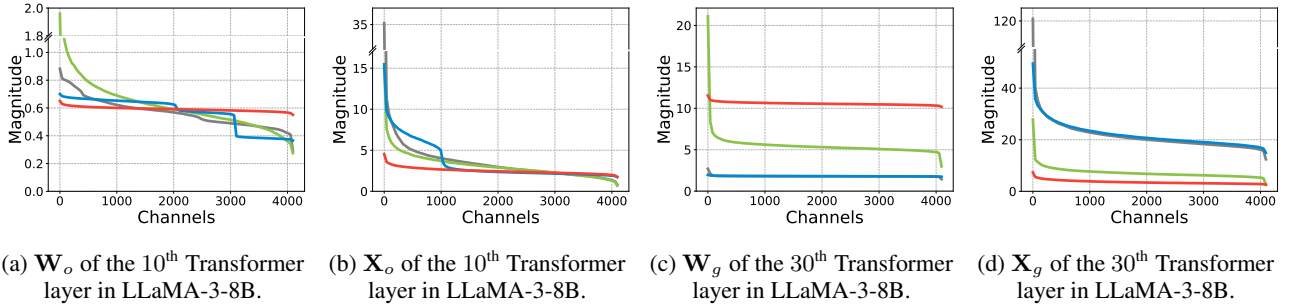 2.0
1.8
1.0
0.8
0.6
0.4
0.2
0.0
Magnitude
0 1000 2000 3000 4000
Channels
35
15
10
5
0
Magnitude
0 1000 2000 3000 4000
Channels
20
15
10
5
0
Magnitude
0 1000 2000 3000 4000
Channels
120
40
20
0
Magnitude
0 1000 2000 3000 4000
Channels
(a) Wₒ of the 10th Transformer
layer in LLaMA-3-8B.
(b) Xₒ of the 10th Transformer
layer in LLaMA-3-8B.
(c) W_g of the 30th Transformer
layer in LLaMA-3-8B.
(d) X_g of the 30th Transformer
layer in LLaMA-3-8B.